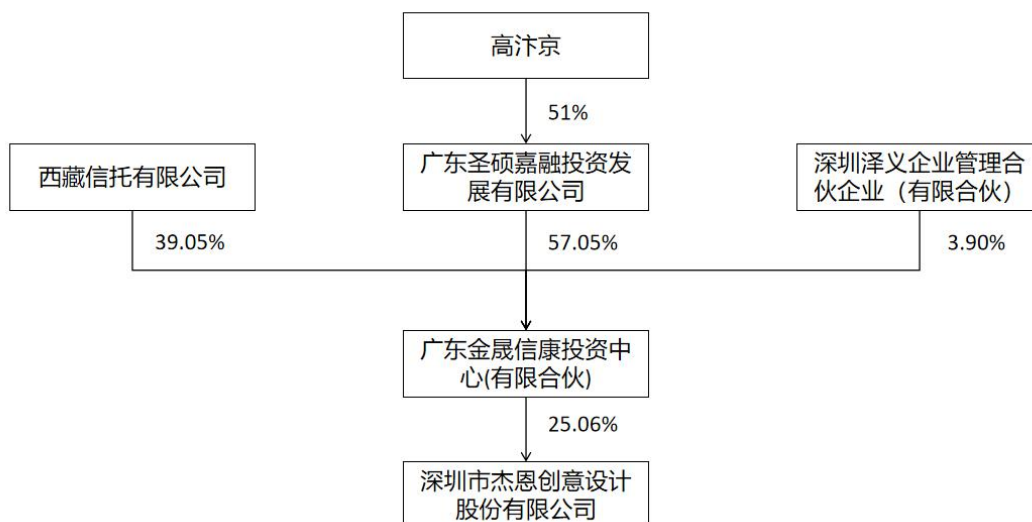 高汴京
51%
西藏信托有限公司
广东圣硕嘉融投资发
展有限公司
深圳泽义企业管理合
伙企业（有限合伙）
39.05%
57.05%
3.90%
广东金晟信康投资中
心(有限合伙)
25.06%
深圳市杰恩创意设计
股份有限公司